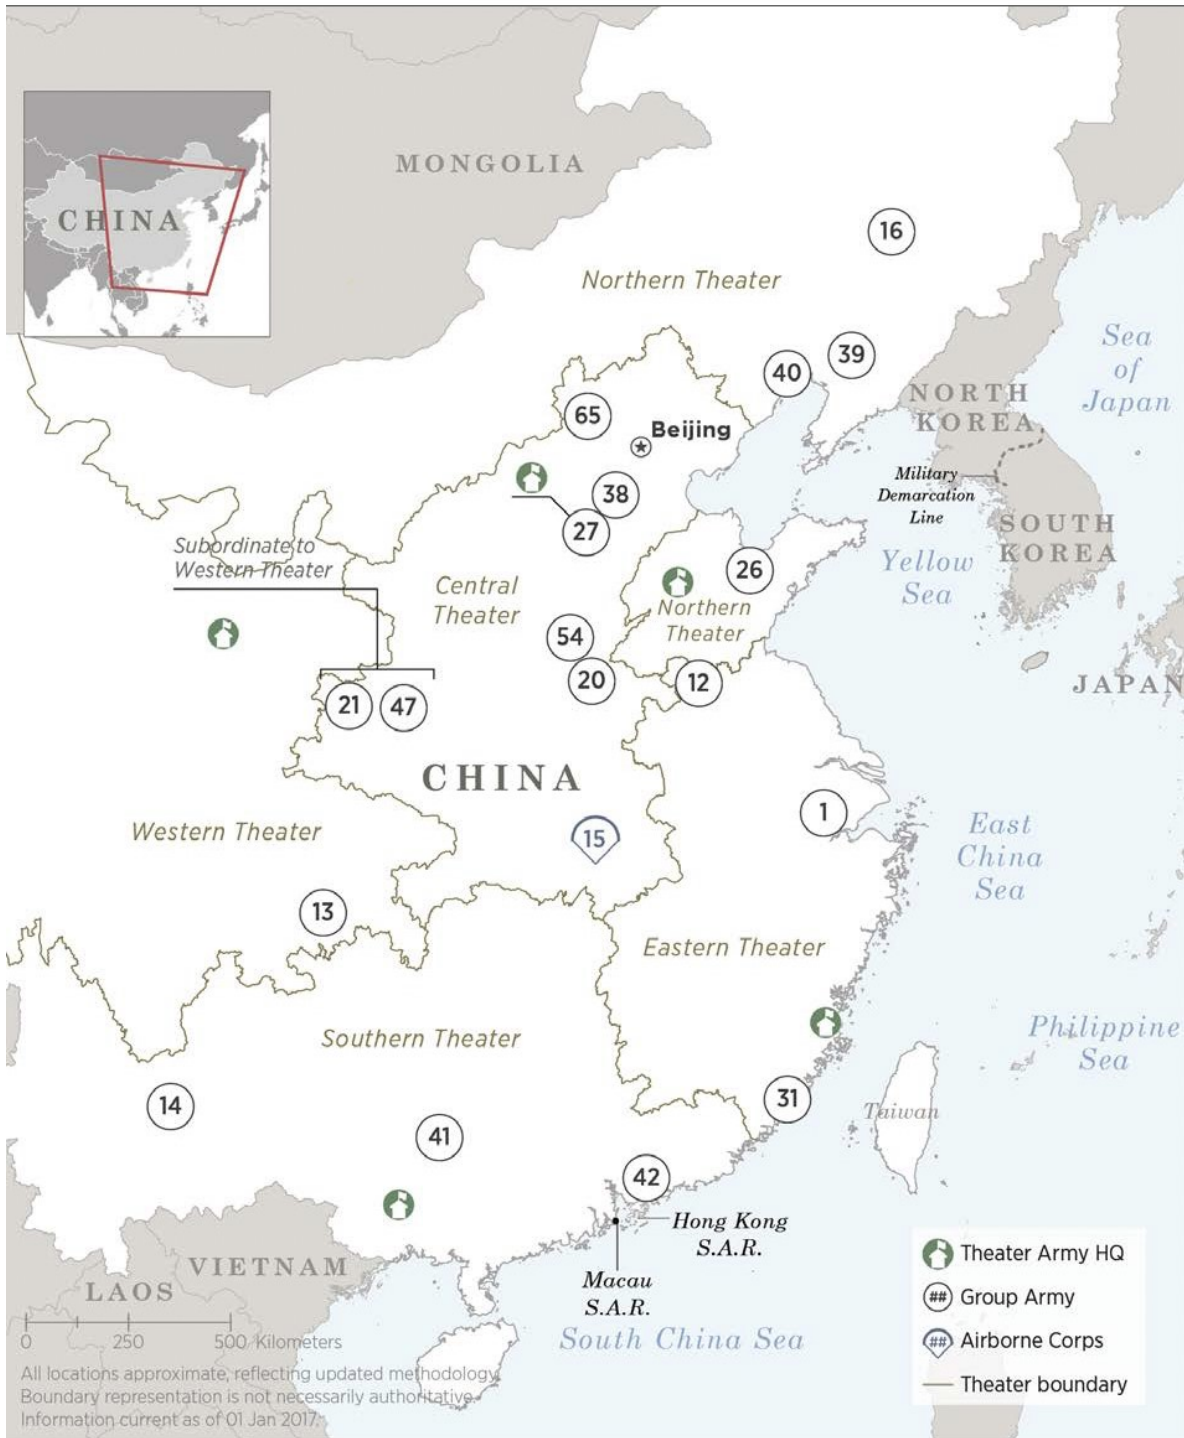 MONGOLIA
CHINA
16
Northern Theater
Sea
of
Japan
39
40
NORTH
KOREA
65
Beijing
Military
Demarcation
Line
38
27
SOUTH
KOREA
Subordinate to
Western Theater
Yellow
Sea
26
Central
Theater
Northern
Theater
54
20
12
JAPAN
21
47
CHINA
1
15
Western Theater
East
China
Sea
13
Eastern Theater
Southern Theater
Philippine
Sea
14
31
Taiwan
41
42
Hong Kong
S.A.R.
VIETNAM
LAOS
Macau
S.A.R.
South China Sea
Theater Army HQ
## Group Army
## Airborne Corps
Theater boundary
0 250 500 Kilometers
All locations approximate, reflecting updated methodology.
Boundary representation is not necessarily authoritative.
Information current as of 01 Jan 2017.